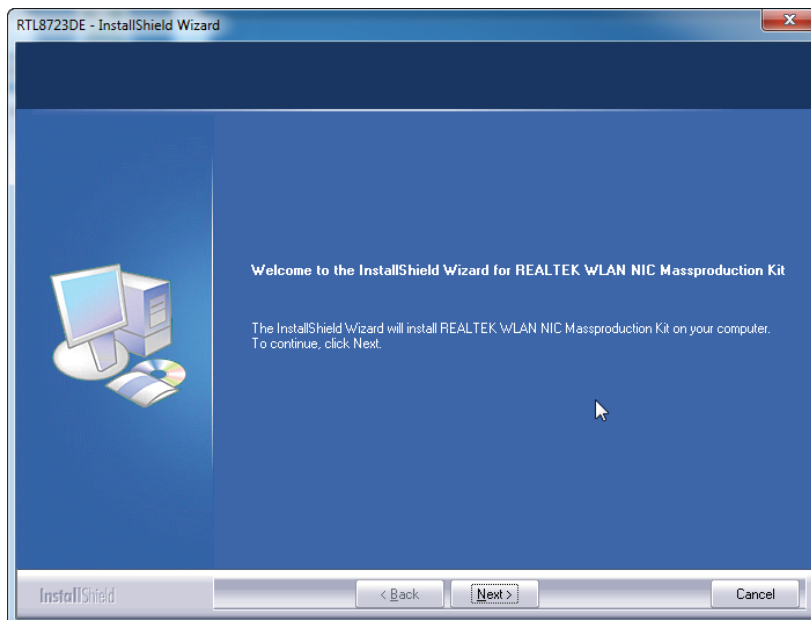 RTL8723DE - InstallShield Wizard
Welcome to the InstallShield Wizard for REALTEK WLAN NIC Massproduction Kit
The InstallShield Wizard will install REALTEK WLAN NIC Massproduction Kit on your computer.
To continue, click Next.
InstallShield
< Back
Next >
Cancel